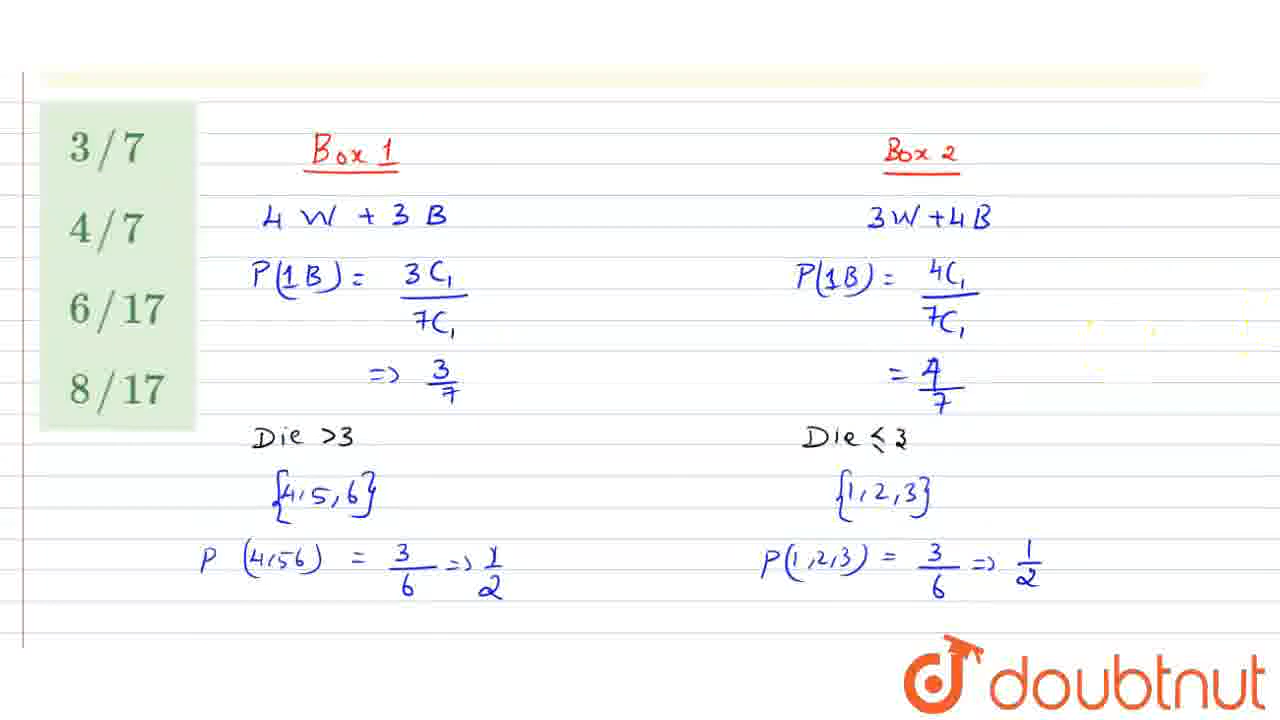 3/7
4/7
6/17
8/17
Box 1
4 W + 3 B
P(1B) = 3C₁ / 7C₁
=> 3/7
Die >3
{4,5,6}
P (4,56) = 3/6 => 1/2
Box 2
3W+4B
P(1B) = 4C₁ / 7C₁
= 4/7
Die ≤ 3
{1,2,3}
P(1,2,3) = 3/6 => 1/2
doubtnut